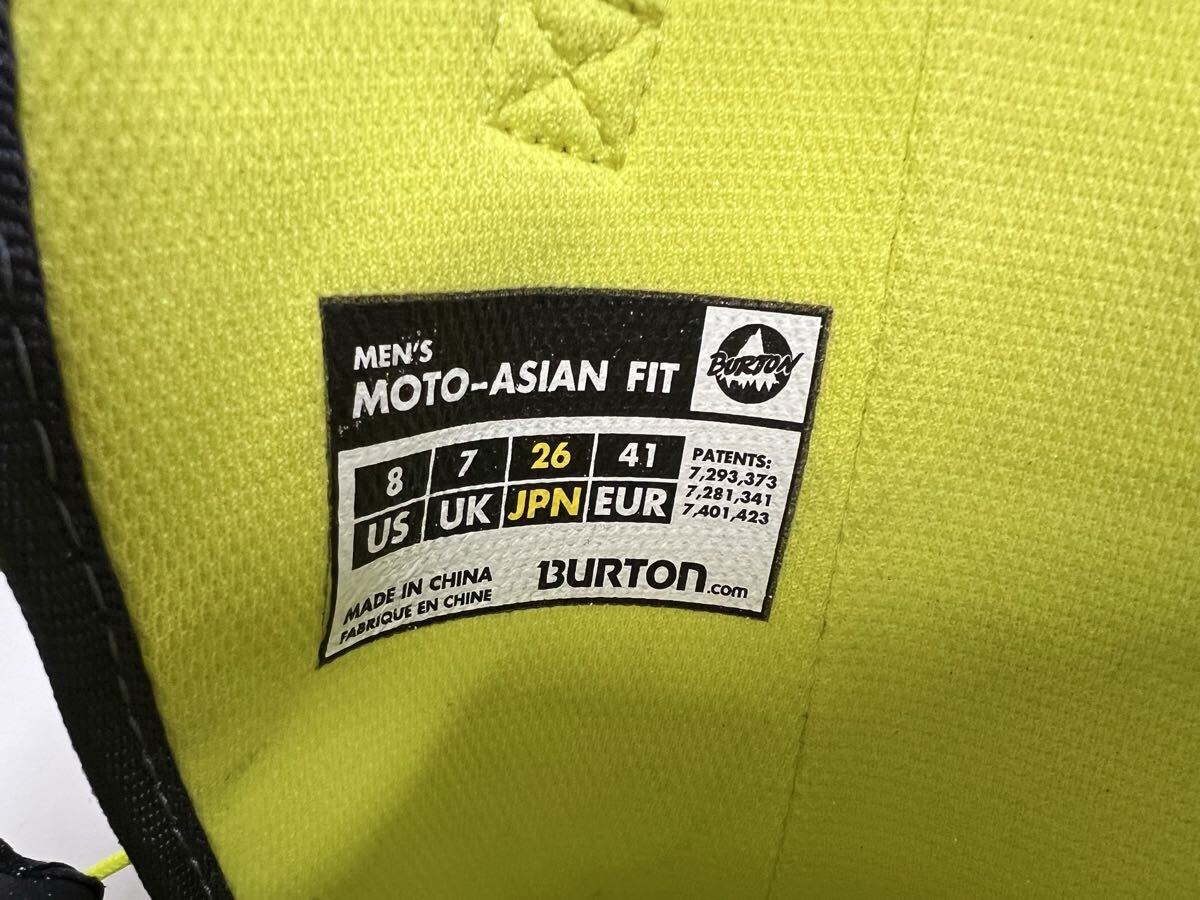 MEN'S
MOTO-ASIAN FIT
BURTON
8 7 26 41
US UK JPN EUR
PATENTS:
7,293,373
7,281,341
7,401,423
MADE IN CHINA
FABRIQUE EN CHINE
BURTON.com